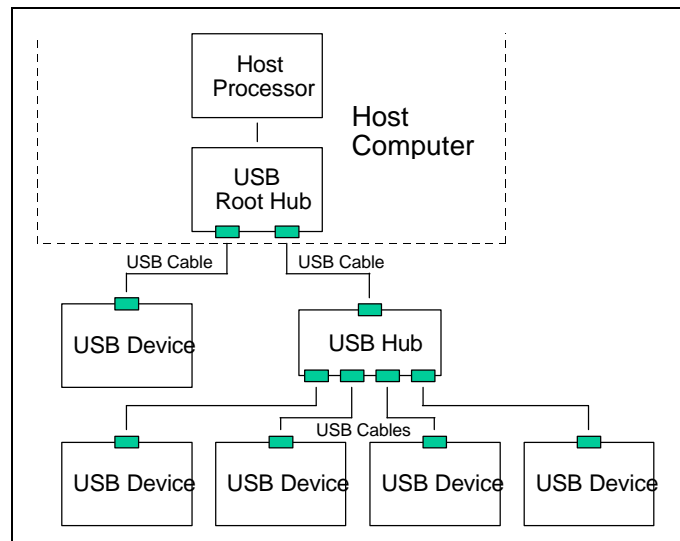 Host
Processor
Host
Computer
USB
Root Hub
USB Cable
USB Cable
USB Device
USB Hub
USB Cables
USB Device
USB Device
USB Device
USB Device